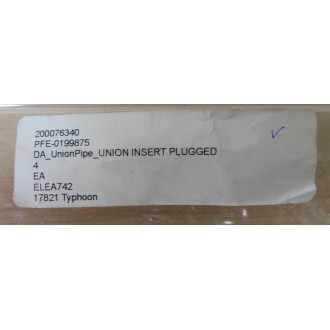 200076340
PFE-0199875
DA_UnionPipe_UNION INSERT PLUGGED
4
EA
ELEA742
17821 Typhoon